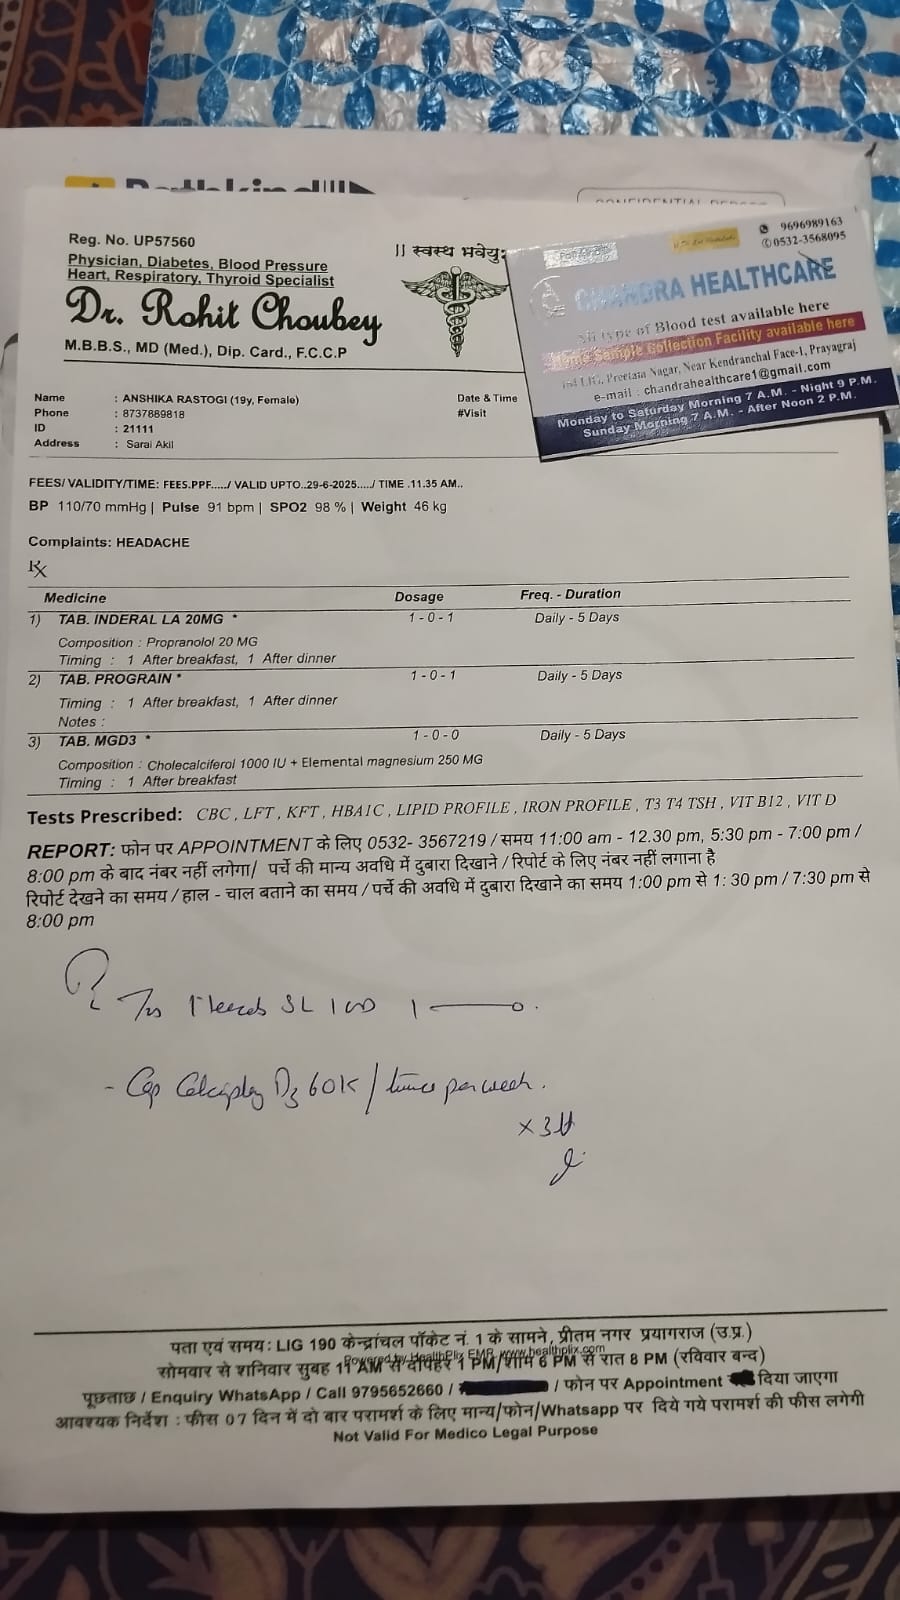 Reg. No. UP57560
Physician, Diabetes, Blood Pressure
Heart, Respiratory, Thyroid Specialist
Dr. Rohit Choubey
M.B.B.S., MD (Med.), Dip. Card., F.C.C.P
|| स्वस्थ भवेयु:
9696989163
0532-3568095
CHANDRA HEALTHCARE
All type of Blood test available here
Home Sample Collection Facility available here
LIG, Preetam Nagar, Near Kendranchal Face-1, Prayagraj
e-mail : chandrahealthcare1@gmail.com
Monday to Saturday Morning 7 A.M. - Night 9 P.M.
Sunday Morning 7 A.M. - After Noon 2 P.M.
Name : ANSHIKA RASTOGI (19y, Female)
Phone : 8737889818
ID : 21111
Address : Sarai Akil
Date & Time
#Visit
FEES/ VALIDITY/TIME: FEES.PPF...../ VALID UPTO..29-6-2025...../ TIME .11.35 AM..
BP 110/70 mmHg | Pulse 91 bpm | SPO2 98 % | Weight 46 kg
Complaints: HEADACHE
Rx
Medicine Dosage Freq. - Duration
1) TAB. INDERAL LA 20MG * 1 - 0 - 1 Daily - 5 Days
Composition : Propranolol 20 MG
Timing : 1 After breakfast, 1 After dinner
2) TAB. PROGRAIN * 1 - 0 - 1 Daily - 5 Days
Timing : 1 After breakfast, 1 After dinner
Notes :
3) TAB. MGD3 * 1 - 0 - 0 Daily - 5 Days
Composition : Cholecalciferol 1000 IU + Elemental magnesium 250 MG
Timing : 1 After breakfast
Tests Prescribed: CBC , LFT , KFT , HBA1C , LIPID PROFILE , IRON PROFILE , T3 T4 TSH , VIT B12 , VIT D
REPORT: फोन पर APPOINTMENT के लिए 0532- 3567219 / समय 11:00 am - 12.30 pm, 5:30 pm - 7:00 pm /
8:00 pm के बाद नंबर नहीं लगेगा/ पर्चे की मान्य अवधि में दुबारा दिखाने / रिपोर्ट के लिए नंबर नहीं लगाना है
रिपोर्ट देखने का समय / हाल - चाल बताने का समय / पर्चे की अवधि में दुबारा दिखाने का समय 1:00 pm से 1: 30 pm / 7:30 pm से
8:00 pm
SL
Cap D3 60K / per week.
पता एवं समय: LIG 190 केन्द्रांचल पॉकेट नं. 1 के सामने, प्रीतम नगर प्रयागराज (उ.प्र.)
Powered by HealthPlix EMR. www.healthplix.com
सोमवार से शनिवार सुबह 11 AM से दोपहर 1 PM/शाम 6 PM से रात 8 PM (रविवार बन्द)
पूछताछ / Enquiry WhatsApp / Call 9795652660 / / फोन पर Appointment दिया जाएगा
आवश्यक निर्देश : फीस 07 दिन में दो बार परामर्श के लिए मान्य/फोन/Whatsapp पर दिये गये परामर्श की फीस लगेगी
Not Valid For Medico Legal Purpose